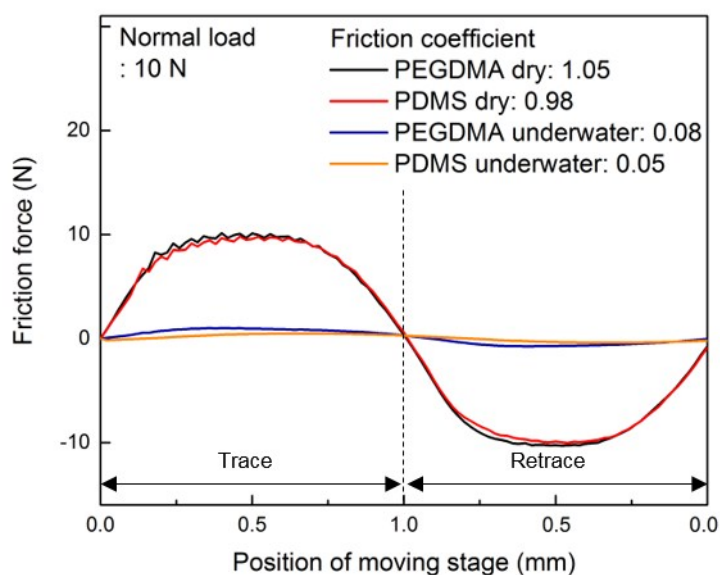 Normal load
: 10 N
Friction coefficient
PEGDMA dry: 1.05
PDMS dry: 0.98
PEGDMA underwater: 0.08
PDMS underwater: 0.05
Friction force (N)
20
10
0
-10
Trace
Retrace
0.0
0.5
1.0
0.5
0.0
Position of moving stage (mm)